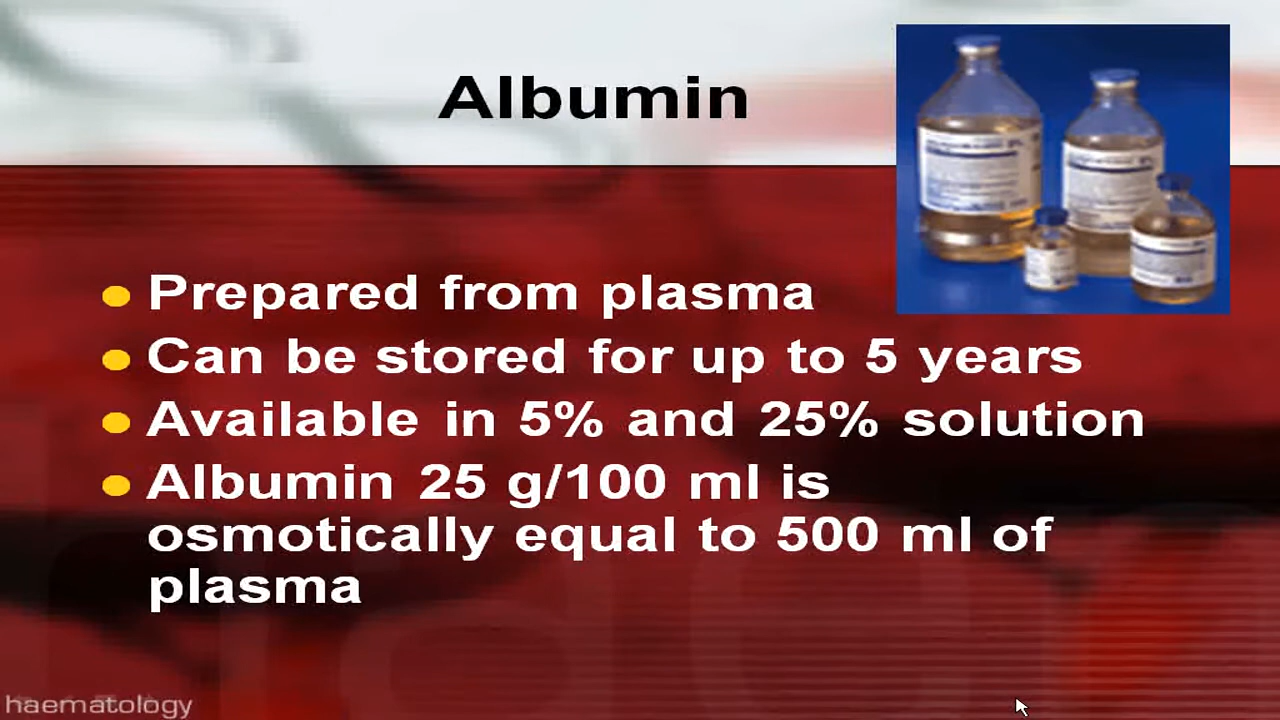 Albumin
Prepared from plasma
Can be stored for up to 5 years
Available in 5% and 25% solution
Albumin 25 g/100 ml is
osmotically equal to 500 ml of
plasma
haematology